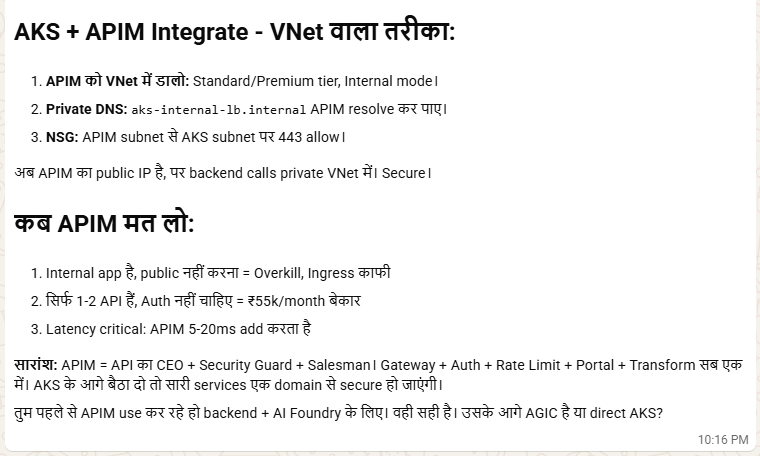 AKS + APIM Integrate - VNet वाला तरीका:
1. APIM को VNet में डालो: Standard/Premium tier, Internal mode।
2. Private DNS: aks-internal-lb.internal APIM resolve कर पाए।
3. NSG: APIM subnet से AKS subnet पर 443 allow।
अब APIM का public IP है, पर backend calls private VNet में। Secure।
कब APIM मत लो:
1. Internal app है, public नहीं करना = Overkill, Ingress काफी
2. सिर्फ 1-2 API हैं, Auth नहीं चाहिए = ₹55k/month बेकार
3. Latency critical: APIM 5-20ms add करता है
सारांश: APIM = API का CEO + Security Guard + Salesman। Gateway + Auth + Rate Limit + Portal + Transform सब एक
में। AKS के आगे बैठा दो तो सारी services एक domain से secure हो जाएंगी।
तुम पहले से APIM use कर रहे हो backend + AI Foundry के लिए। वही सही है। उसके आगे AGIC है या direct AKS?
10:16 PM